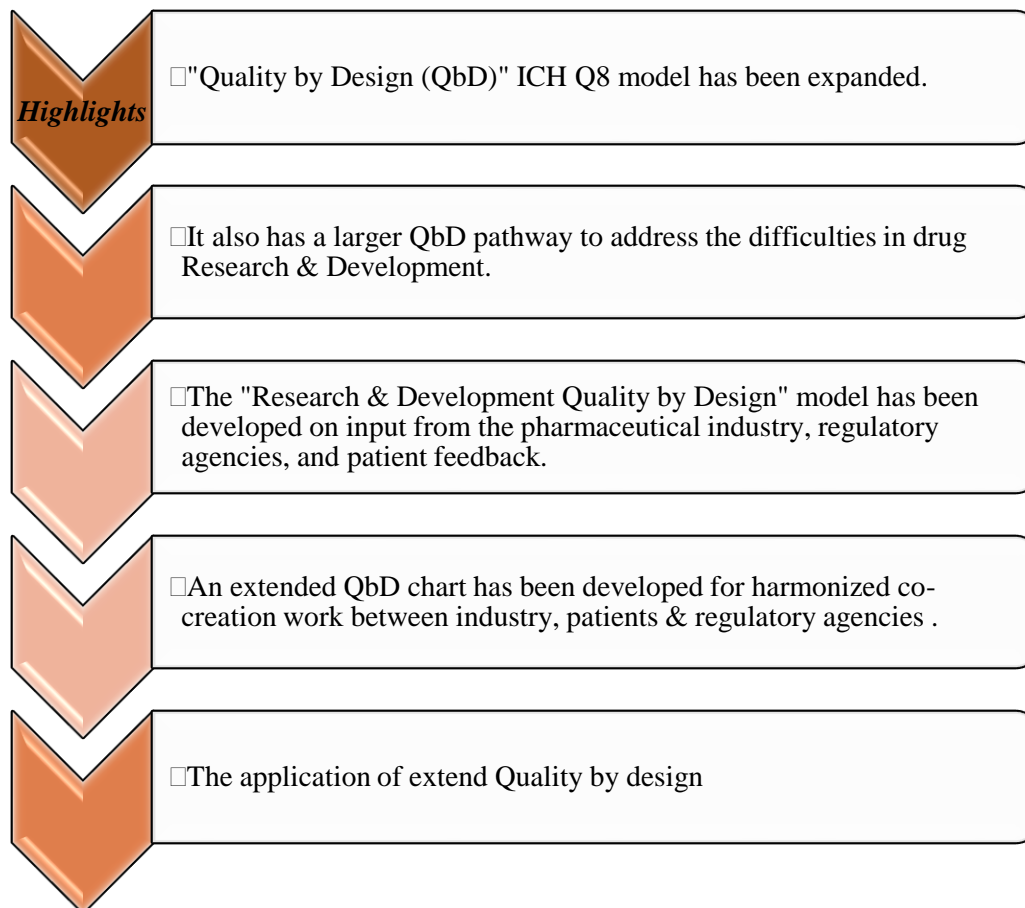 Highlights
□"Quality by Design (QbD)" ICH Q8 model has been expanded.
□It also has a larger QbD pathway to address the difficulties in drug
Research & Development.
□The "Research & Development Quality by Design" model has been
developed on input from the pharmaceutical industry, regulatory
agencies, and patient feedback.
□An extended QbD chart has been developed for harmonized co-
creation work between industry, patients & regulatory agencies .
□The application of extend Quality by design